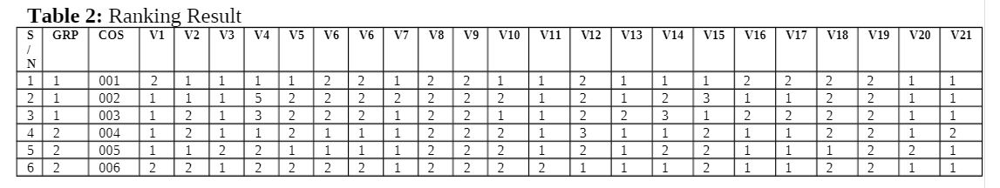 Table 2: Ranking Result
S GRP COS V1 V2 V3 V4 V5 V6 V6 V7 V8 V9 V10 V11 V12 V13 V14 V15 V16 V17 V18 V19 V20 V21
/
N
1 1 001 2 1 1 1 1 2 2 1 2 2 1 1 2 1 1 1 2 2 2 2 1 1
2 1 002 1 1 1 5 2 2 2 2 2 2 2 1 2 1 2 3 1 1 2 2 1 1
3 1 003 1 2 1 3 2 2 2 1 2 2 1 1 2 2 3 1 2 2 2 2 1 1
4 2 004 1 2 1 1 2 1 1 1 2 2 2 1 3 1 1 2 1 1 2 2 1 2
5 2 005 1 1 2 2 1 1 1 1 2 2 2 1 2 1 2 2 1 1 1 2 2 1
6 2 006 2 2 1 2 2 2 2 1 2 2 2 2 1 1 1 2 1 1 2 2 1 1